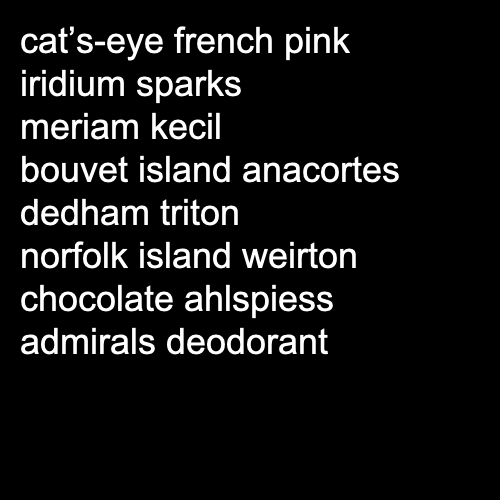 cat’s-eye french pink
iridium sparks
meriam kecil
bouvet island anacortes
dedham triton
norfolk island weirton
chocolate ahlspiess
admirals deodorant